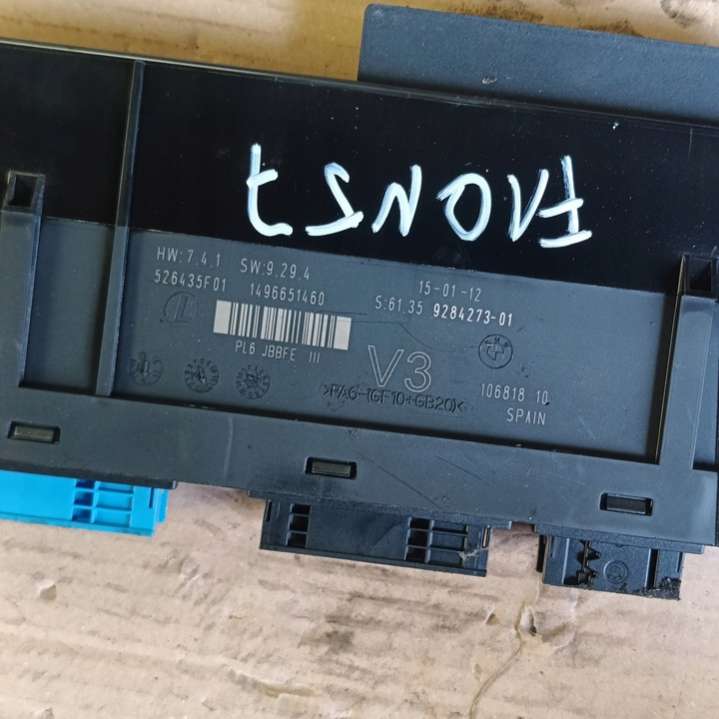 HW:7.4.1 SW:9.29.4
526435F01 1496651460
15-01-12
S:61.35 9284273-01
PL6 JBBFE III
V3
>PA6-(GF10+GB20)<
106818 10
SPAIN